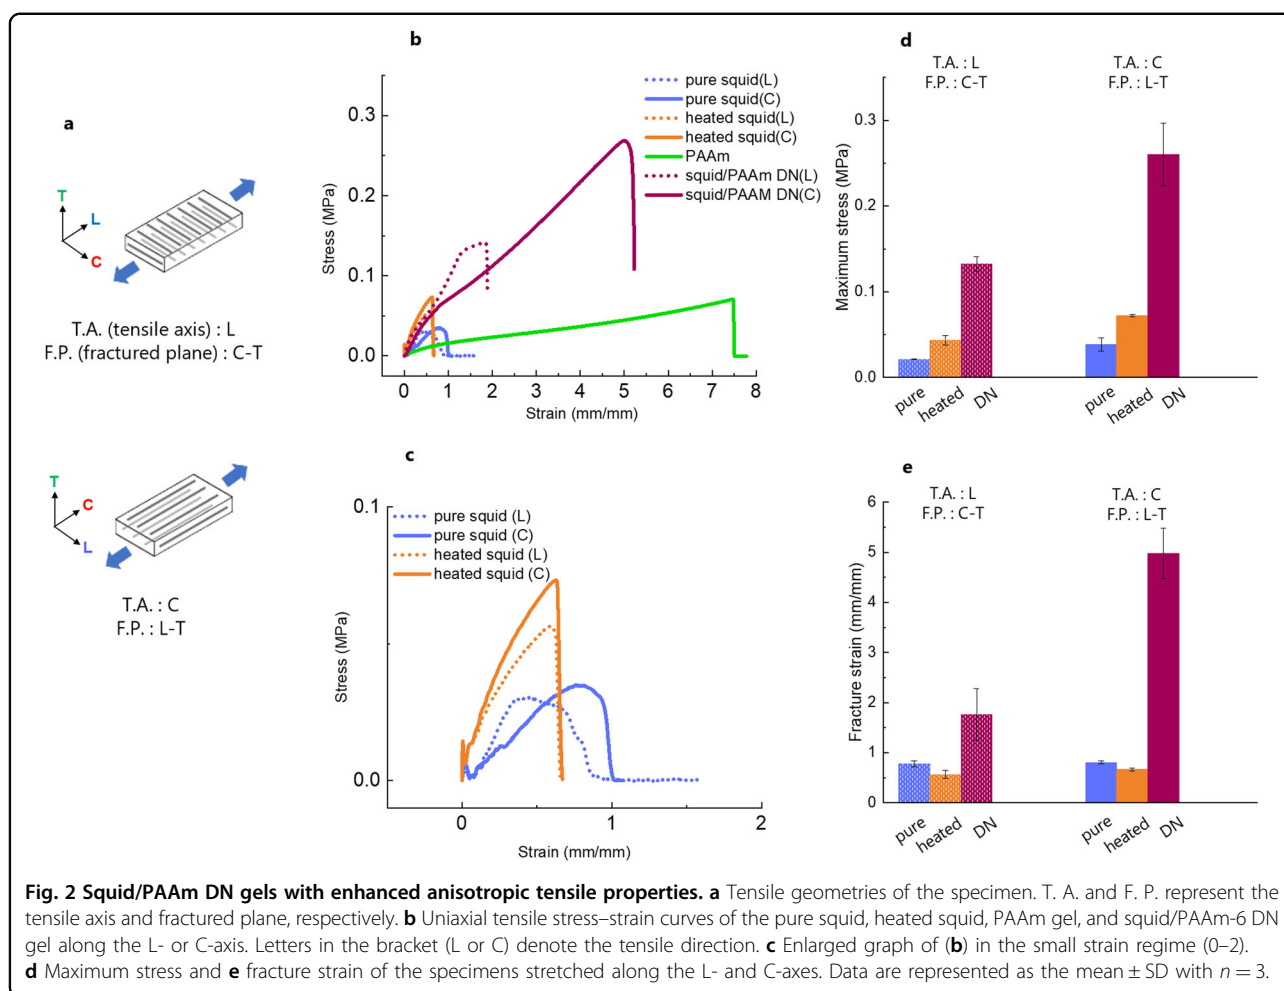 a
T
L
C
T.A. (tensile axis) : L
F.P. (fractured plane) : C-T
T
C
L
T.A. : C
F.P. : L-T
b
pure squid(L)
pure squid(C)
heated squid(L)
heated squid(C)
PAAm
squid/PAAm DN(L)
squid/PAAM DN(C)
0.3
0.2
0.1
0.0
Stress (MPa)
0 1 2 3 4 5 6 7 8
Strain (mm/mm)
c
pure squid (L)
pure squid (C)
heated squid (L)
heated squid (C)
0.1
0.0
Stress (MPa)
0 1 2
Strain (mm/mm)
d
T.A. : L
F.P. : C-T
T.A. : C
F.P. : L-T
0.3
0.2
0.1
0.0
Maximum stress (MPa)
pure heated DN pure heated DN
e
T.A. : L
F.P. : C-T
T.A. : C
F.P. : L-T
6
5
4
3
2
1
0
Fracture strain (mm/mm)
pure heated DN pure heated DN
Fig. 2 Squid/PAAm DN gels with enhanced anisotropic tensile properties. a Tensile geometries of the specimen. T. A. and F. P. represent the
tensile axis and fractured plane, respectively. b Uniaxial tensile stress–strain curves of the pure squid, heated squid, PAAm gel, and squid/PAAm-6 DN
gel along the L- or C-axis. Letters in the bracket (L or C) denote the tensile direction. c Enlarged graph of (b) in the small strain regime (0–2).
d Maximum stress and e fracture strain of the specimens stretched along the L- and C-axes. Data are represented as the mean ± SD with n = 3.